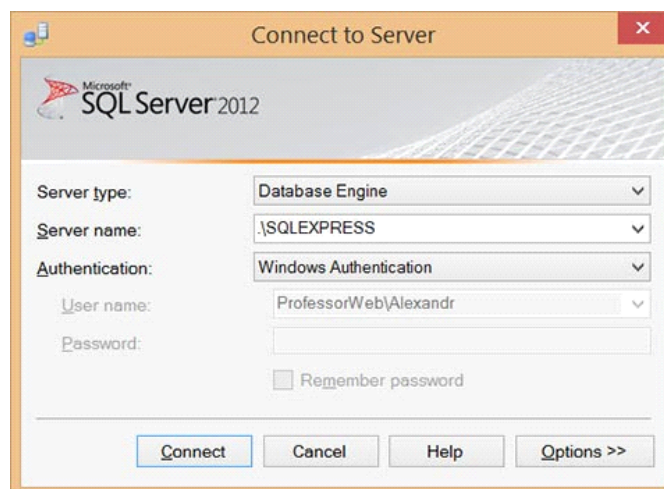 Connect to Server
Microsoft®
SQL Server 2012
Server type: Database Engine
Server name: .\SQLEXPRESS
Authentication: Windows Authentication
User name: ProfessorWeb\Alexandr
Password:
Remember password
Connect Cancel Help Options >>